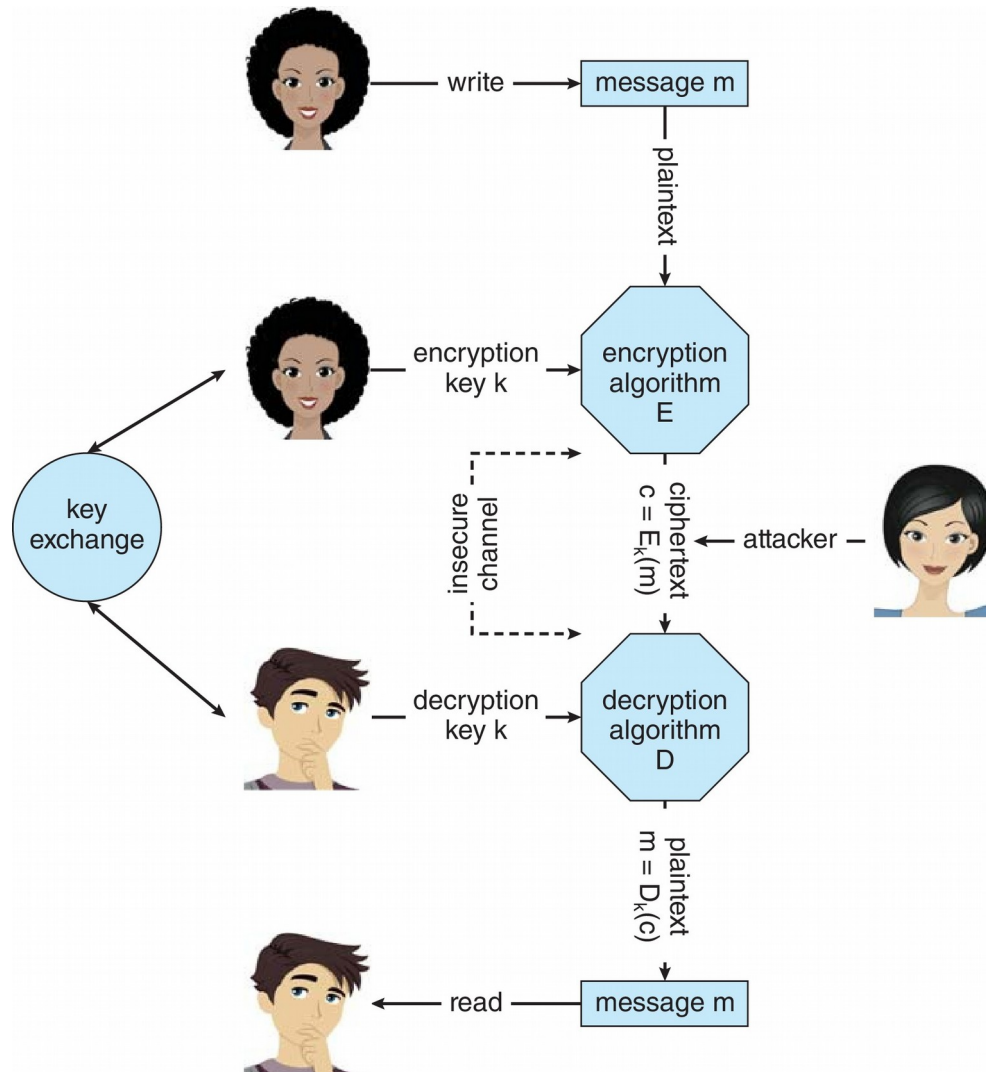 write
message m
plaintext
encryption
key k
encryption
algorithm
E
key
exchange
insecure
channel
ciphertext
c = Eₖ(m)
attacker
decryption
key k
decryption
algorithm
D
plaintext
m = Dₖ(c)
read
message m